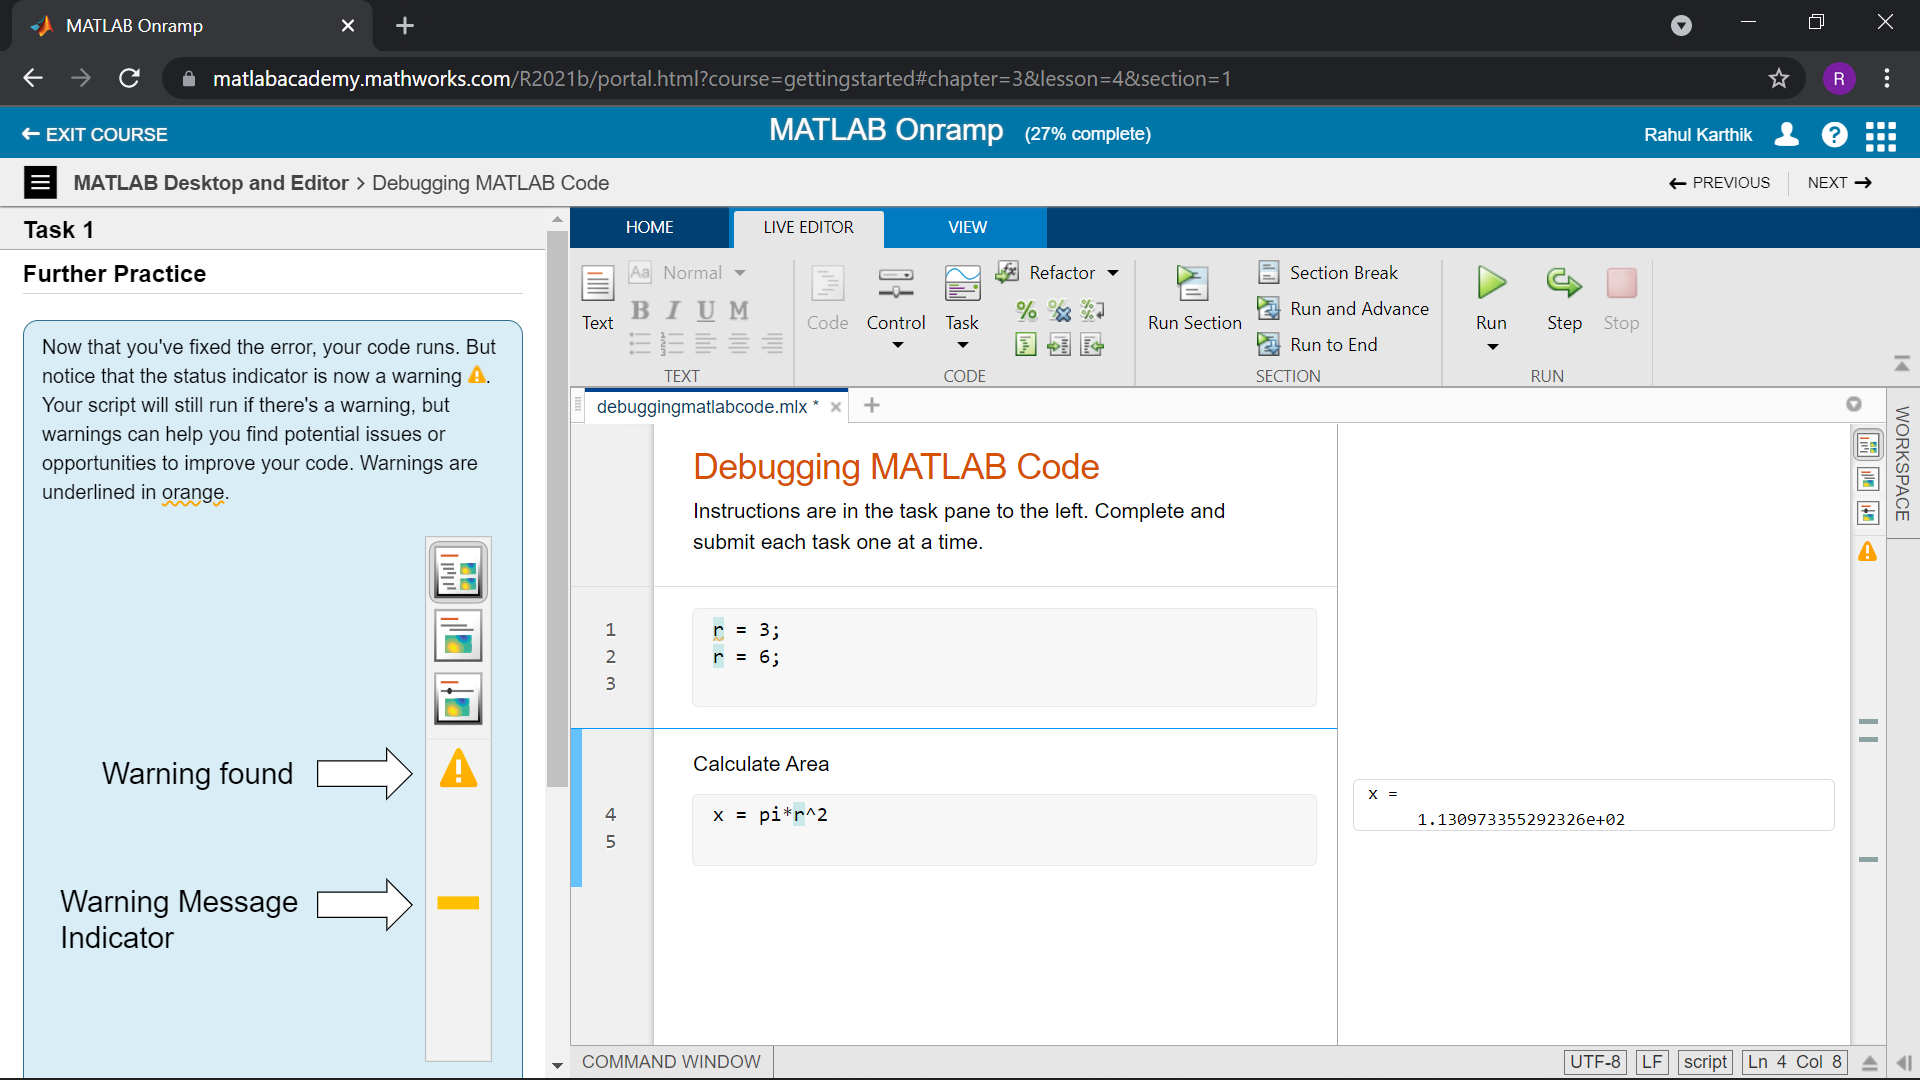 MATLAB Onramp
matlabacademy.mathworks.com/R2021b/portal.html?course=gettingstarted#chapter=3&lesson=4&section=1
R
EXIT COURSE
MATLAB Onramp (27% complete)
Rahul Karthik
?
MATLAB Desktop and Editor > Debugging MATLAB Code
PREVIOUS
NEXT
Task 1
Further Practice
Now that you've fixed the error, your code runs. But
notice that the status indicator is now a warning .
Your script will still run if there's a warning, but
warnings can help you find potential issues or
opportunities to improve your code. Warnings are
underlined in orange.
Warning found
Warning Message
Indicator
HOME
LIVE EDITOR
VIEW
Text
Aa Normal
B I U M
TEXT
Code
Control
Task
Refactor
CODE
Run Section
Section Break
Run and Advance
Run to End
SECTION
Run
Step
Stop
RUN
debuggingmatlabcode.mlx *
WORKSPACE
Debugging MATLAB Code
Instructions are in the task pane to the left. Complete and
submit each task one at a time.
1 r = 3;
2 r = 6;
3
Calculate Area
4 x = pi*r^2
5
x =
1.130973355292326e+02
COMMAND WINDOW
UTF-8 LF script Ln 4 Col 8